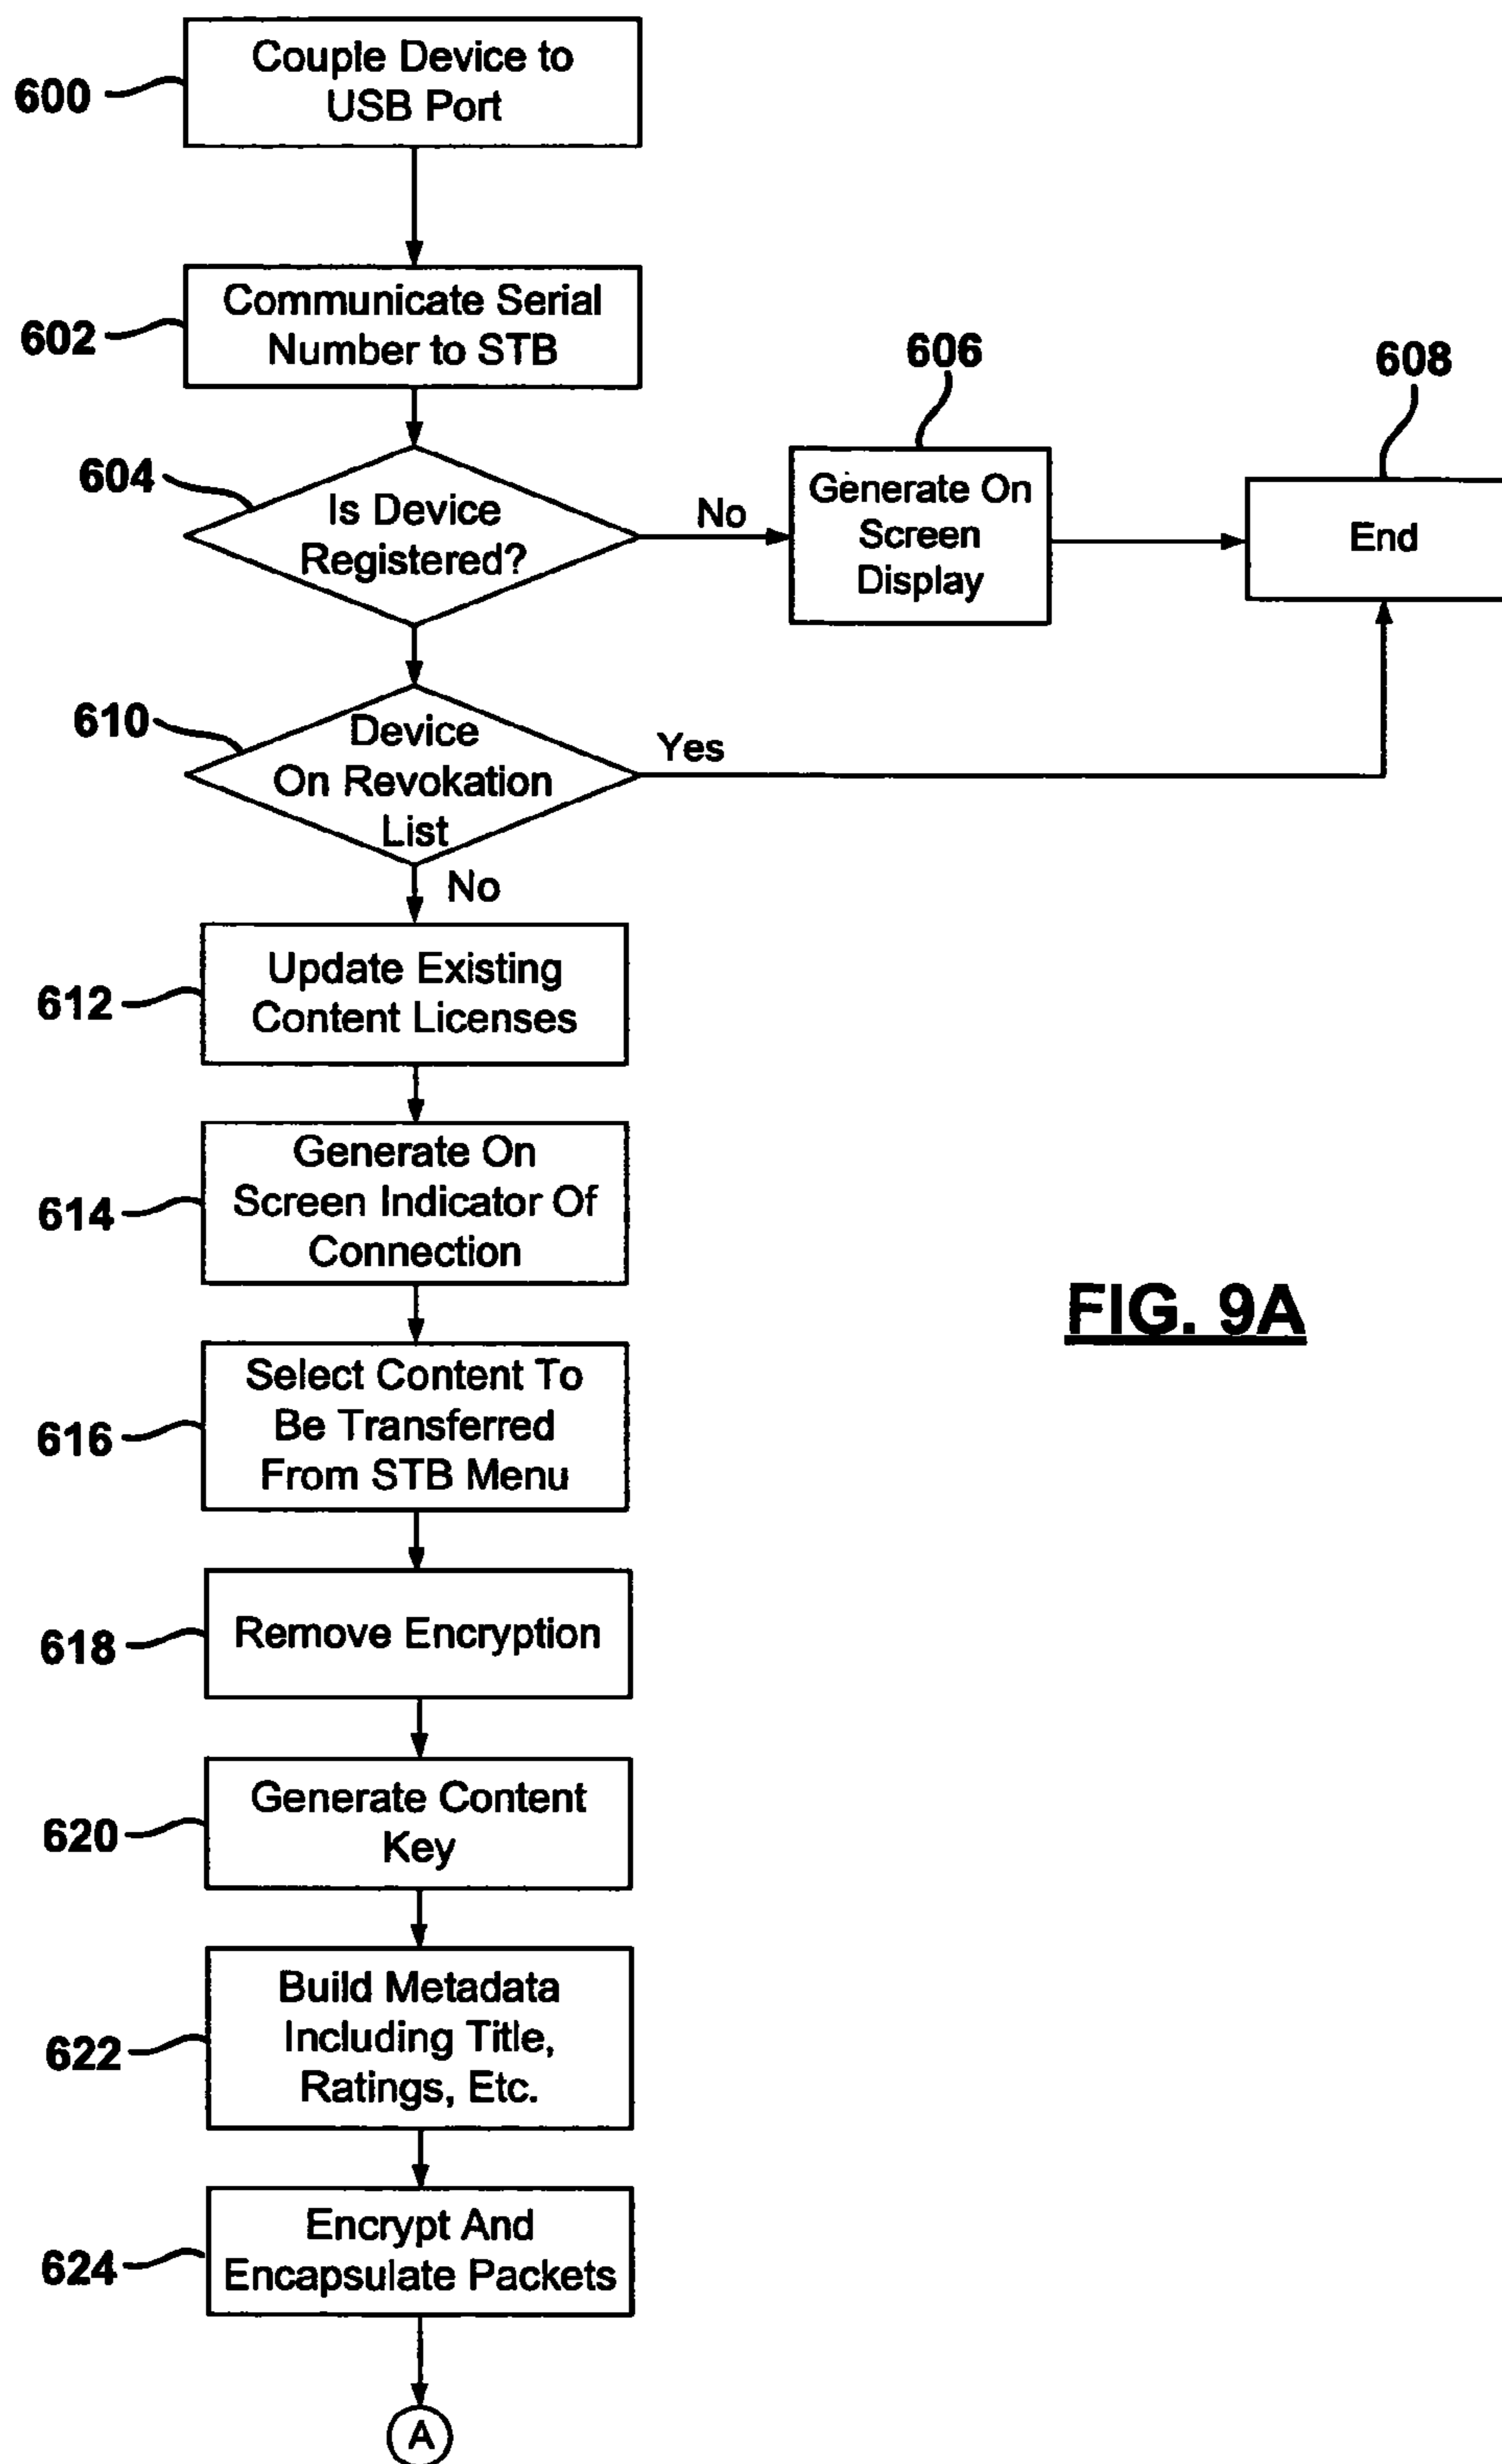 600
Couple Device to
USB Port
602
Communicate Serial
Number to STB
604
Is Device
Registered?
No
606
Generate On
Screen
Display
608
End
610
Device
On Revokation
List
Yes
No
612
Update Existing
Content Licenses
614
Generate On
Screen Indicator Of
Connection
616
Select Content To
Be Transferred
From STB Menu
FIG. 9A
618
Remove Encryption
620
Generate Content
Key
622
Build Metadata
Including Title,
Ratings, Etc.
624
Encrypt And
Encapsulate Packets
A